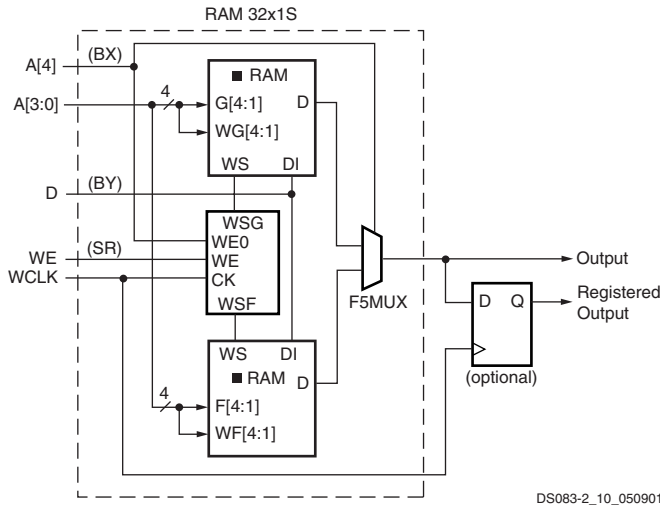 RAM 32x1S
A[4] (BX)
A[3:0]
4
RAM
G[4:1]
D
WG[4:1]
WS DI
D (BY)
WSG
WE0
WE (SR)
WE
WCLK
CK
WSF
F5MUX
Output
D Q
Registered
Output
(optional)
WS DI
RAM
D
4
F[4:1]
WF[4:1]
DS083-2_10_050901